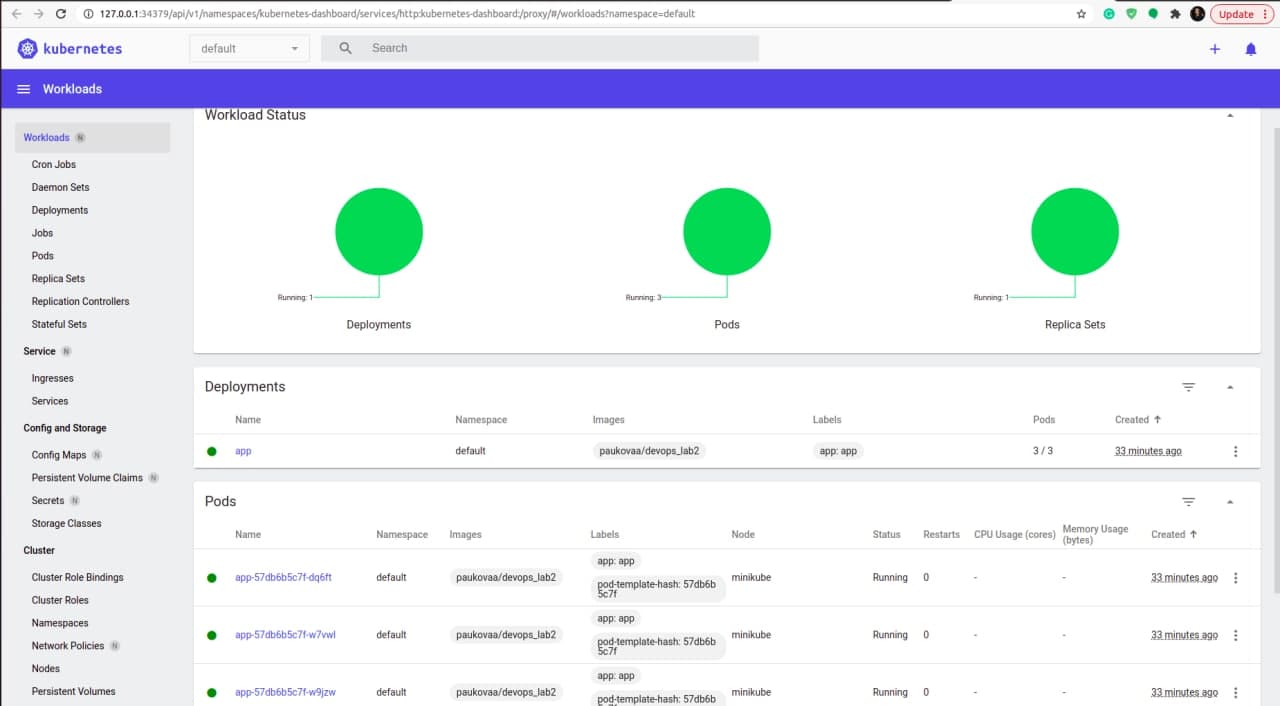 127.0.0.1:34379/api/v1/namespaces/kubernetes-dashboard/services/http:kubernetes-dashboard:/proxy/#/workloads?namespace=default
Update
kubernetes
default
Search
Workloads
Workloads N
Cron Jobs
Daemon Sets
Deployments
Jobs
Pods
Replica Sets
Replication Controllers
Stateful Sets
Service N
Ingresses
Services
Config and Storage
Config Maps N
Persistent Volume Claims N
Secrets N
Storage Classes
Cluster
Cluster Role Bindings
Cluster Roles
Namespaces
Network Policies N
Nodes
Persistent Volumes
Workload Status
Running: 1
Deployments
Running: 3
Pods
Running: 1
Replica Sets
Deployments
Name Namespace Images Labels Pods Created
app default paukovaa/devops_lab2 app: app 3 / 3 33 minutes ago
Pods
Name Namespace Images Labels Node Status Restarts CPU Usage (cores) Memory Usage (bytes) Created
app-57db6b5c7f-dq6ft default paukovaa/devops_lab2 app: app pod-template-hash: 57db6b5c7f minikube Running 0 - - 33 minutes ago
app-57db6b5c7f-w7vwl default paukovaa/devops_lab2 app: app pod-template-hash: 57db6b5c7f minikube Running 0 - - 33 minutes ago
app-57db6b5c7f-w9jzw default paukovaa/devops_lab2 app: app pod-template-hash: 57db6b minikube Running 0 - - 33 minutes ago